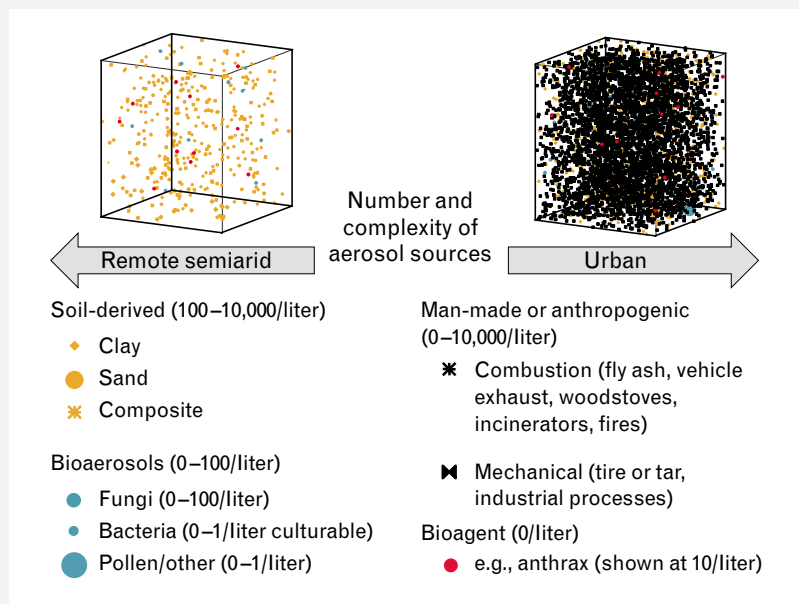 Number and
complexity of
aerosol sources
Remote semiarid
Urban
Soil-derived (100–10,000/liter)
Clay
Sand
Composite
Bioaerosols (0–100/liter)
Fungi (0–100/liter)
Bacteria (0–1/liter culturable)
Pollen/other (0–1/liter)
Man-made or anthropogenic
(0–10,000/liter)
Combustion (fly ash, vehicle
exhaust, woodstoves,
incinerators, fires)
Mechanical (tire or tar,
industrial processes)
Bioagent (0/liter)
e.g., anthrax (shown at 10/liter)